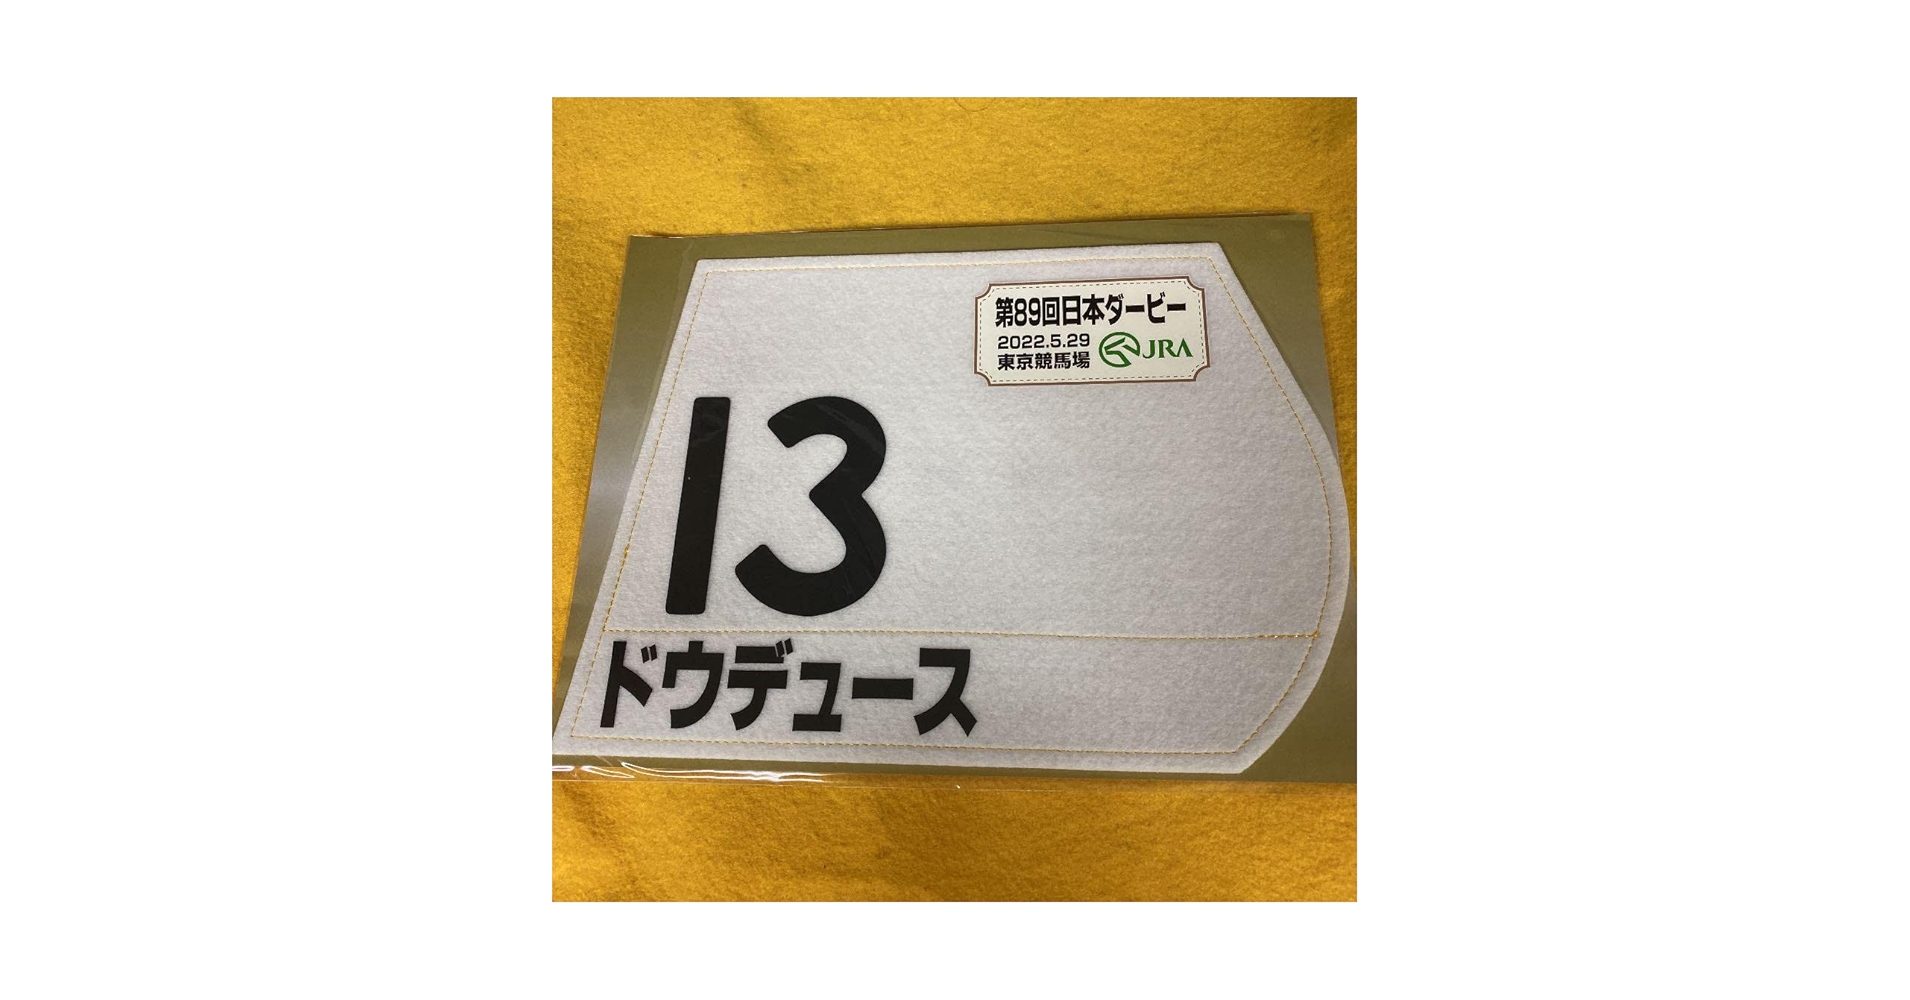 第89回日本ダービー
2022.5.29
東京競馬場
JRA
13
ドウデュース